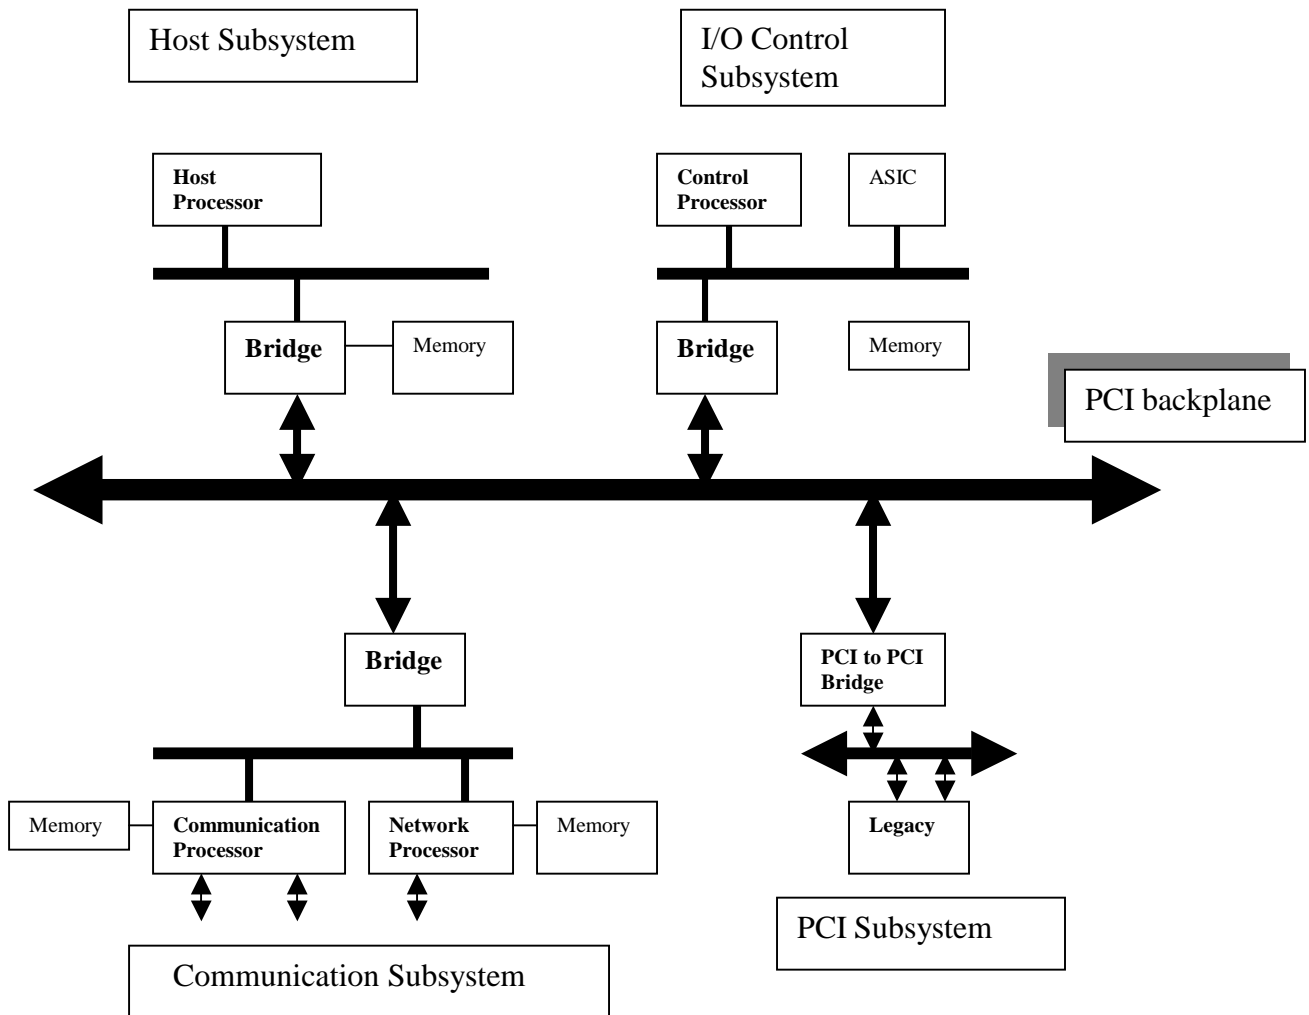 Host Subsystem
I/O Control
Subsystem
Host
Processor
Control
Processor
ASIC
Bridge
Memory
Bridge
Memory
PCI backplane
Bridge
PCI to PCI
Bridge
Memory
Communication
Processor
Network
Processor
Memory
Legacy
PCI Subsystem
Communication Subsystem